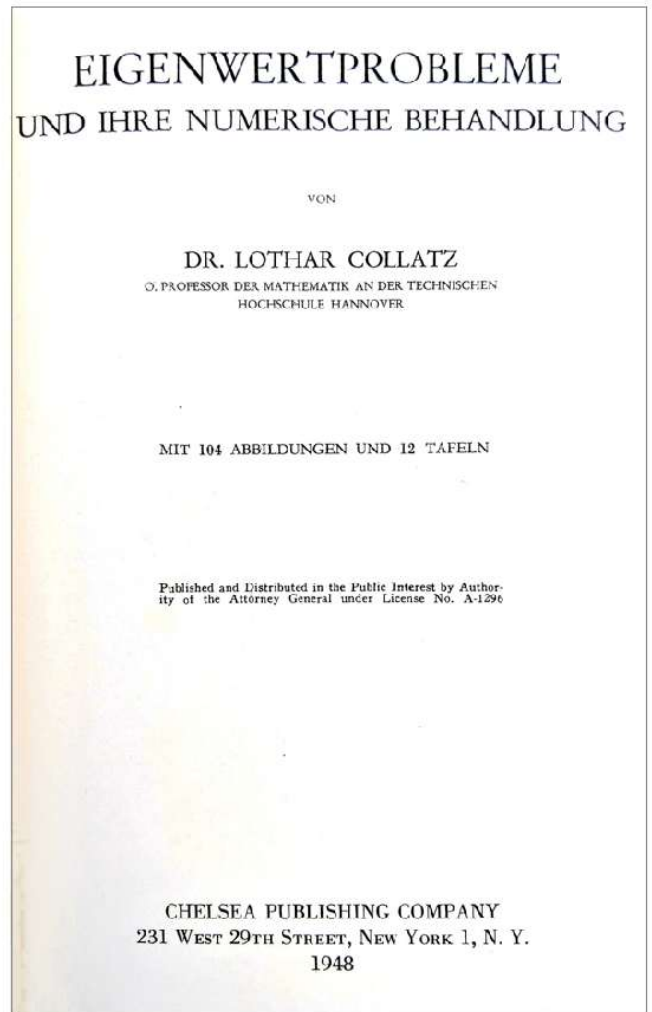 EIGENWERTPROBLEME
UND IHRE NUMERISCHE BEHANDLUNG
VON
DR. LOTHAR COLLATZ
O. PROFESSOR DER MATHEMATIK AN DER TECHNISCHEN
HOCHSCHULE HANNOVER
MIT 104 ABBILDUNGEN UND 12 TAFELN
Published and Distributed in the Public Interest by Author-
ity of the Attorney General under License No. A-1296
CHELSEA PUBLISHING COMPANY
231 WEST 29TH STREET, NEW YORK 1, N. Y.
1948